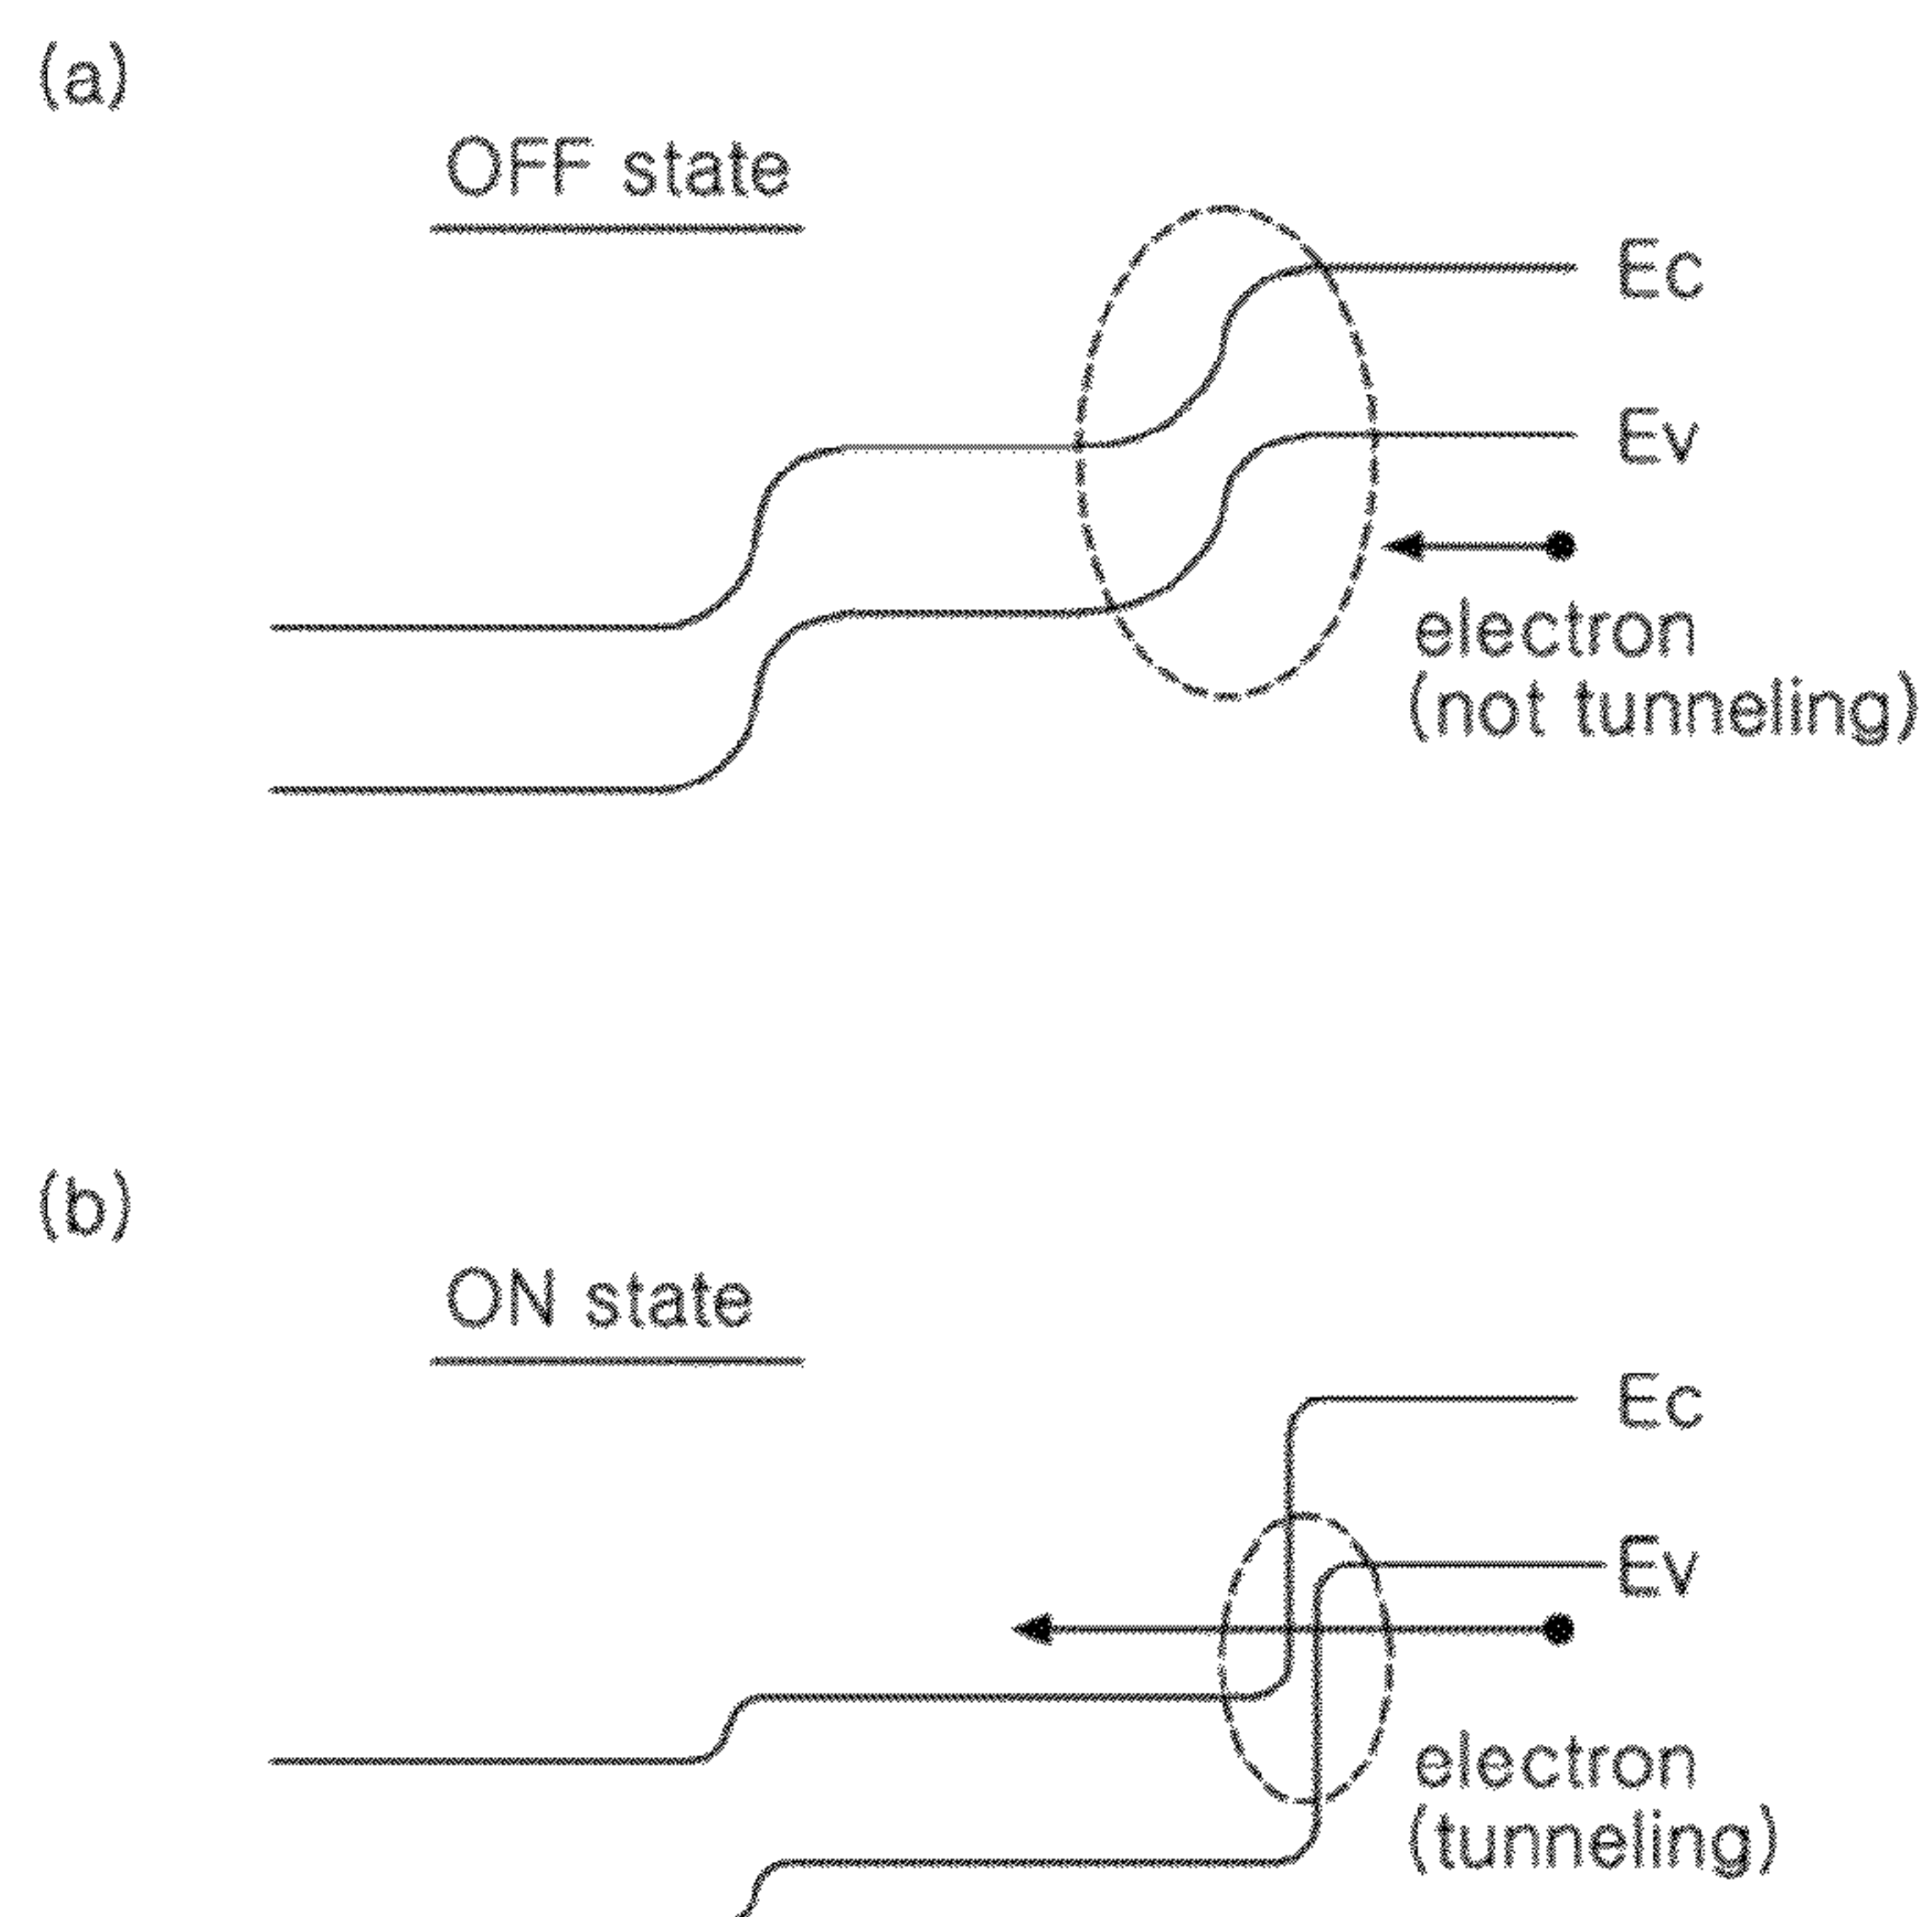 (a)
OFF state
Ec
Ev
electron
(not tunneling)
(b)
ON state
Ec
Ev
electron
(tunneling)